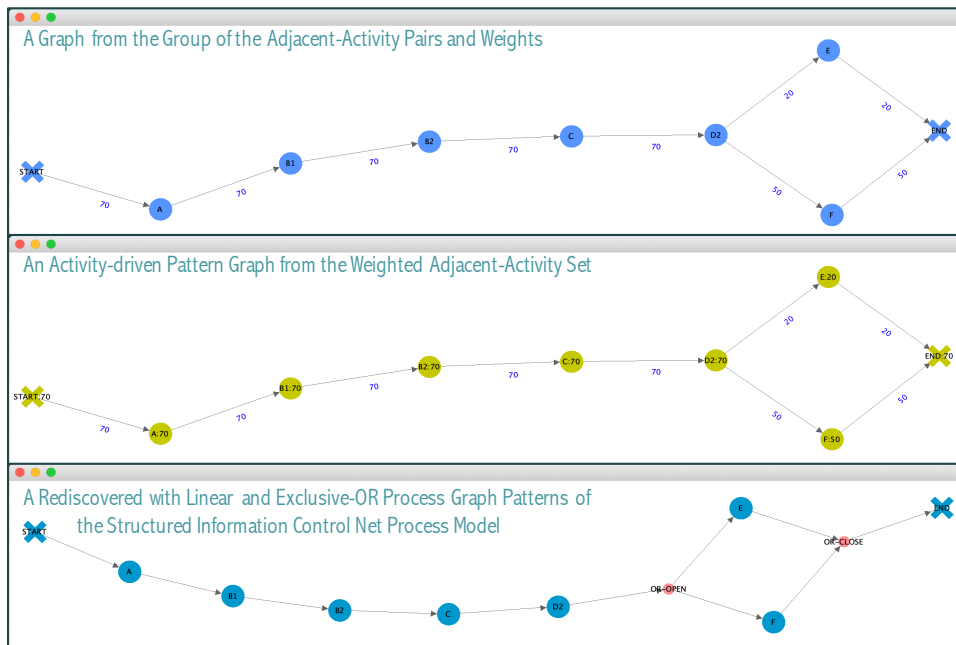 A Graph from the Group of the Adjacent-Activity Pairs and Weights
E
20
20
END
START
70
A
70
B1
70
B2
70
C
70
D2
50
50
F
An Activity-driven Pattern Graph from the Weighted Adjacent-Activity Set
E:20
20
20
END:70
START:70
70
A:70
70
B1:70
70
B2:70
70
C:70
70
D2:70
50
50
F:50
A Rediscovered with Linear and Exclusive-OR Process Graph Patterns of
the Structured Information Control Net Process Model
START
A
B1
B2
C
D2
OR-OPEN
E
F
OR-CLOSE
END